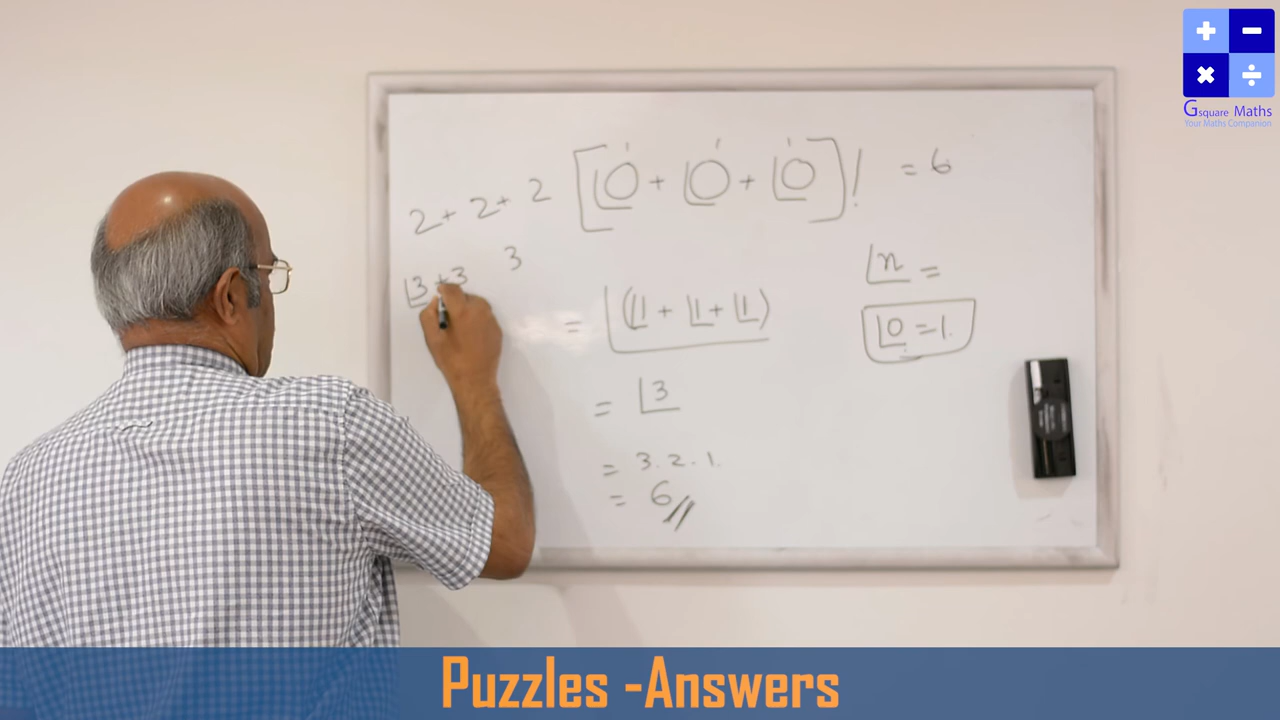 Gsquare Maths
Your Maths Companion
2 + 2 + 2 [|0 + |0 + |0]! = 6
|3 + 3 3
|n =
= |(|1 + |1 + |1)
|0 = 1.
= |3
= 3.2.1.
= 6//
Puzzles -Answers